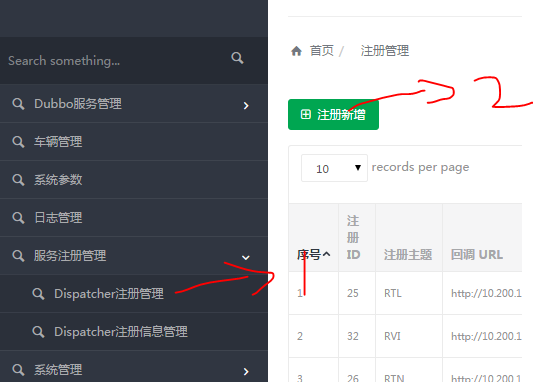 Search something...
Dubbo服务管理
车辆管理
系统参数
日志管理
服务注册管理
Dispatcher注册管理
Dispatcher注册信息管理
系统管理
首页 / 注册管理
注册新增
2
10 records per page
序号 注册ID 注册主题 回调 URL
1 25 RTL http://10.200.1
2 32 RVI http://10.200.1
3 26 RTN http://10.200.1
1